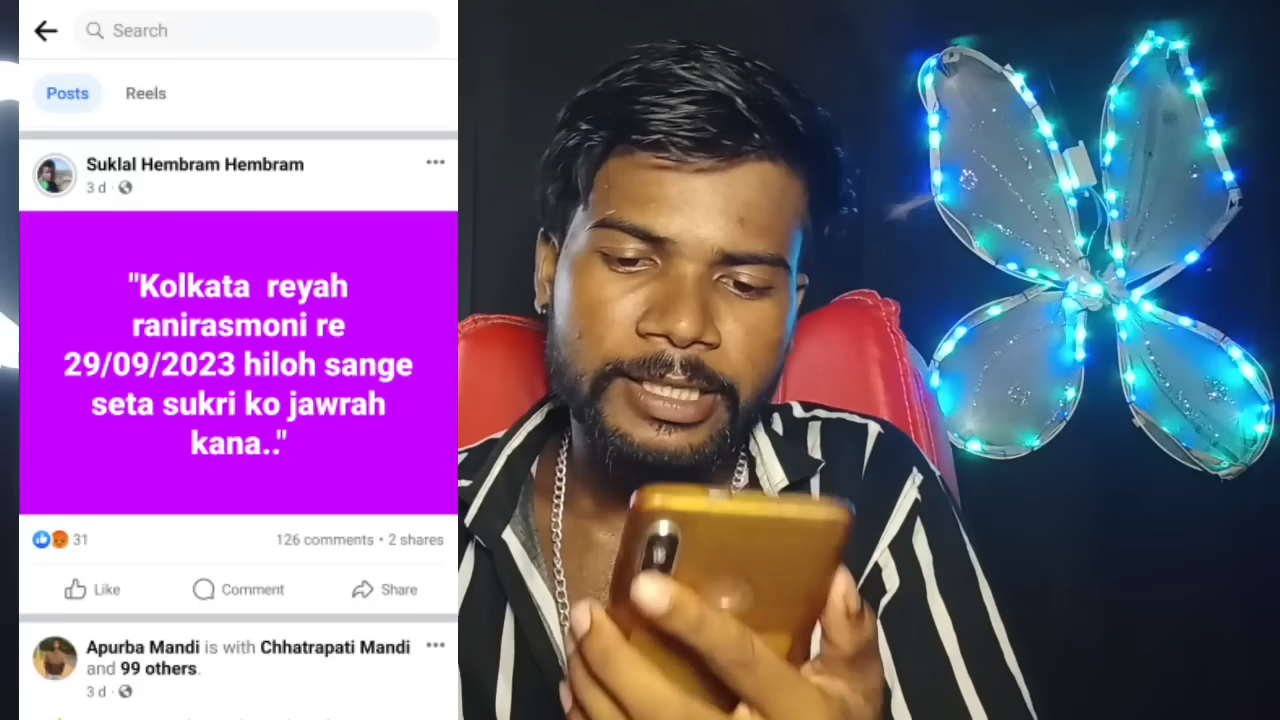 Search
Posts Reels
Suklal Hembram Hembram
3 d
"Kolkata reyah
ranirasmoni re
29/09/2023 hiloh sange
seta sukri ko jawrah
kana.."
31 126 comments • 2 shares
Like Comment Share
Apurba Mandi is with Chhatrapati Mandi
and 99 others.
3 d